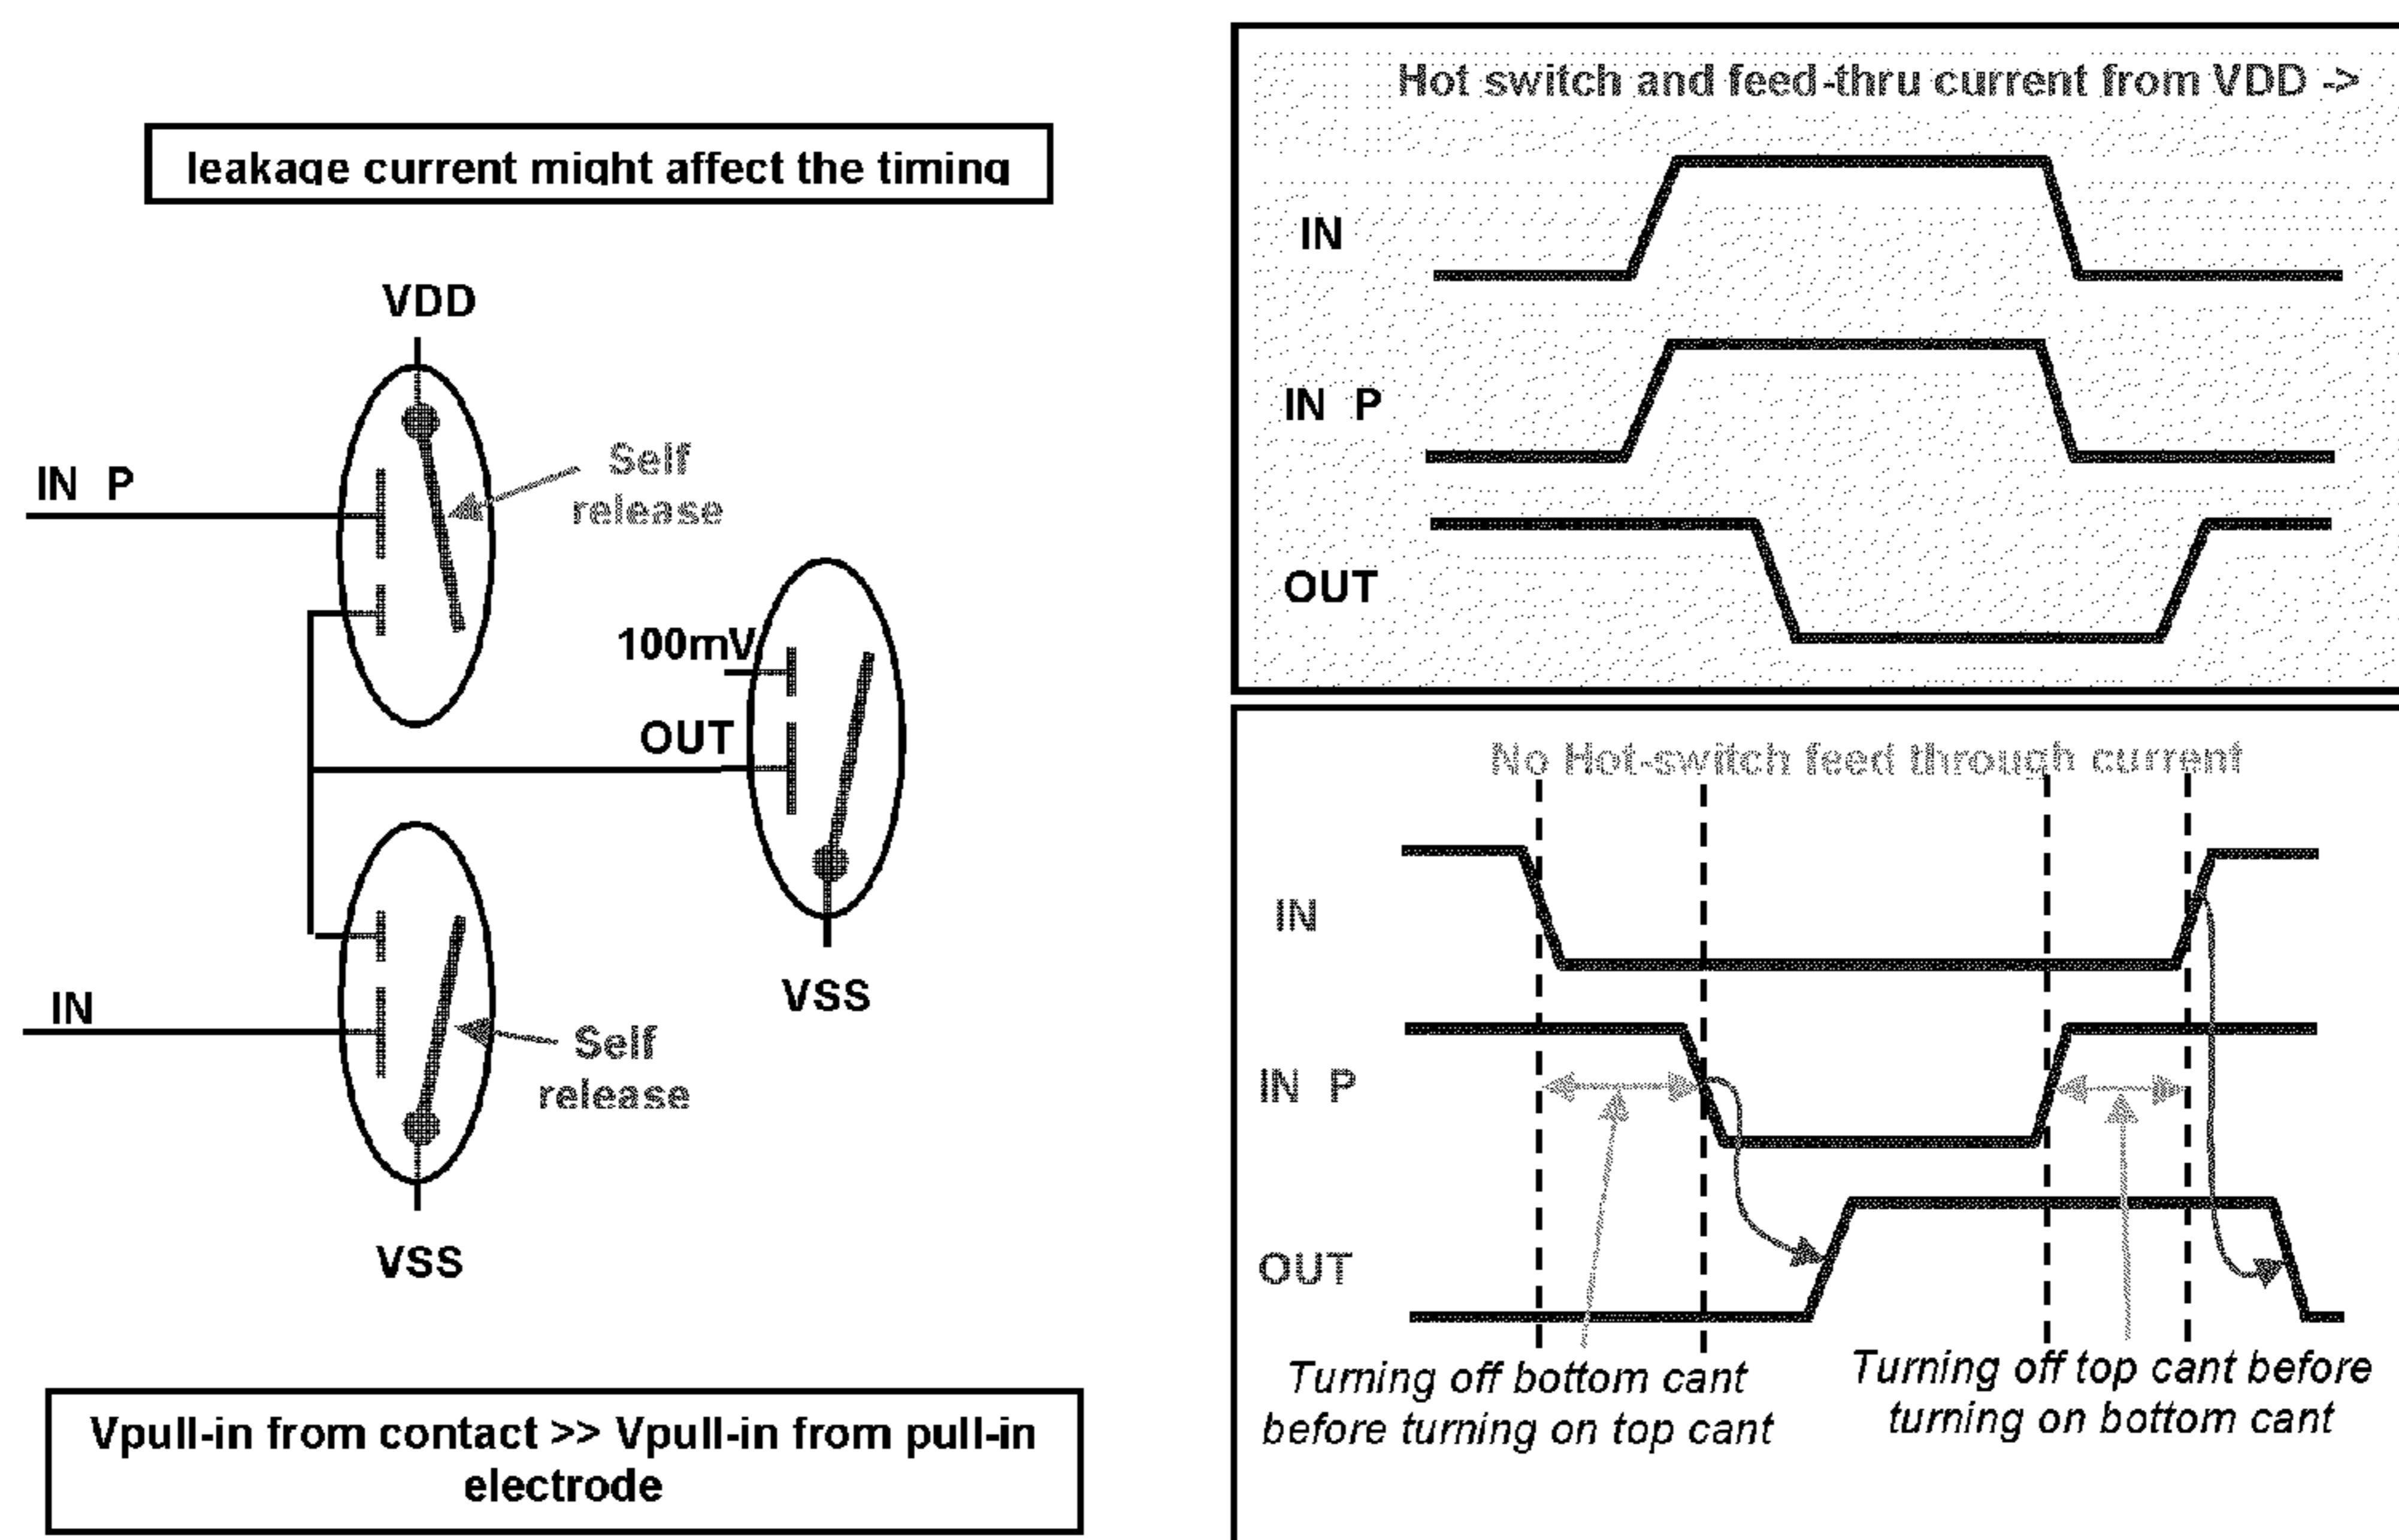 leakage current might affect the timing
VDD
IN P
Self
release
100mV
OUT
VSS
IN
Self
release
VSS
Vpull-in from contact >> Vpull-in from pull-in
electrode
Hot switch and feed-thru current from VDD ->
IN
IN P
OUT
No Hot-switch feed through current
IN
IN P
OUT
Turning off bottom cant
before turning on top cant
Turning off top cant before
turning on bottom cant